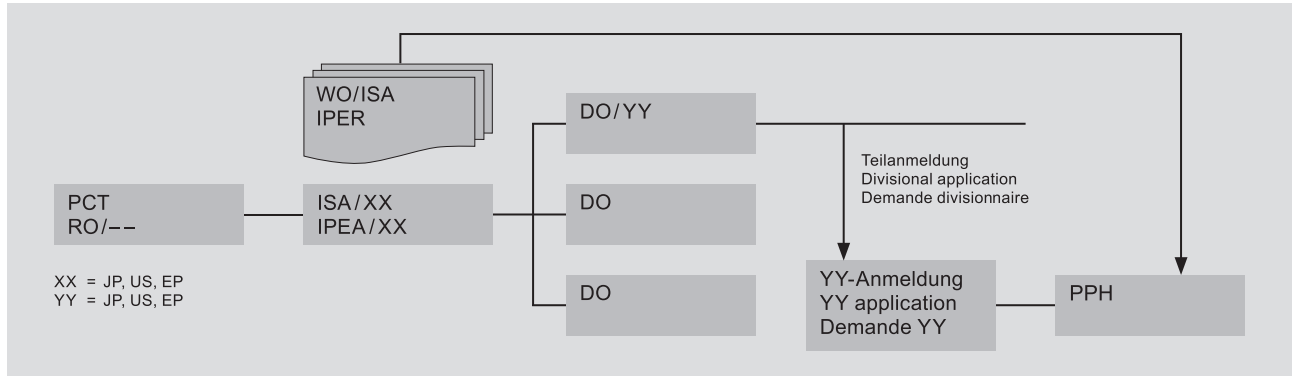 WO/ISA
IPER
DO/YY
Teilanmeldung
Divisional application
Demande divisionnaire
PCT
RO/––
ISA/XX
IPEA/XX
DO
XX = JP, US, EP
YY = JP, US, EP
DO
YY-Anmeldung
YY application
Demande YY
PPH